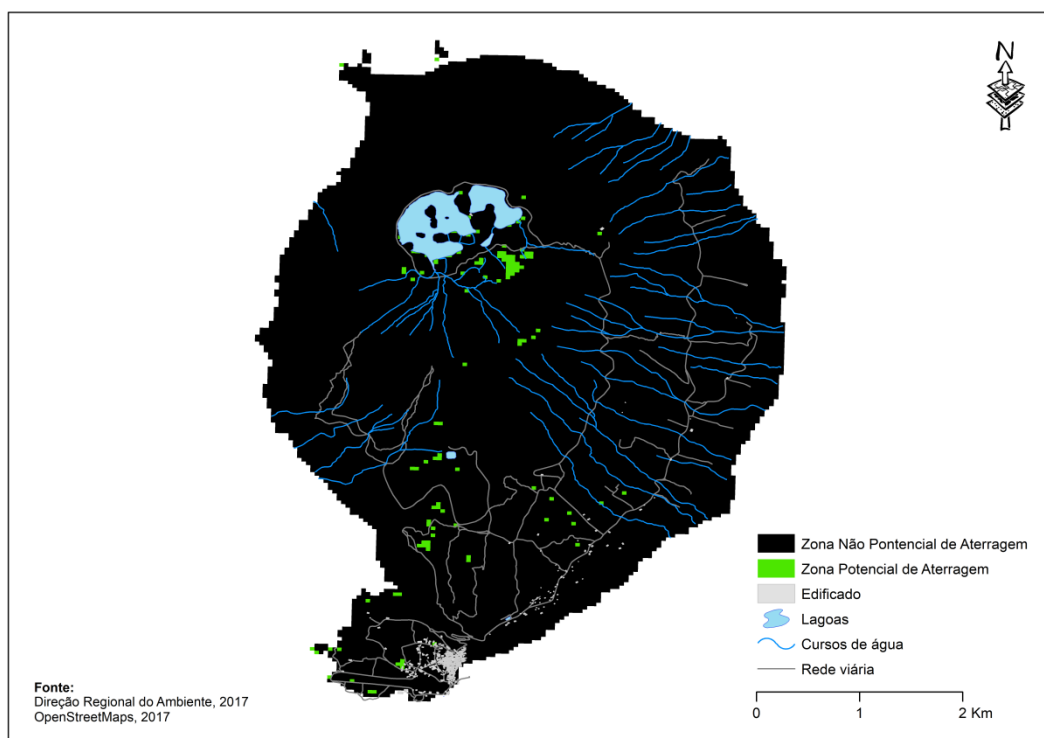 N
Zona Não Pontencial de Aterragem
Zona Potencial de Aterragem
Edificado
Lagoas
Cursos de água
Rede viária
Fonte:
Direção Regional do Ambiente, 2017
OpenStreetMaps, 2017
0 1 2 Km